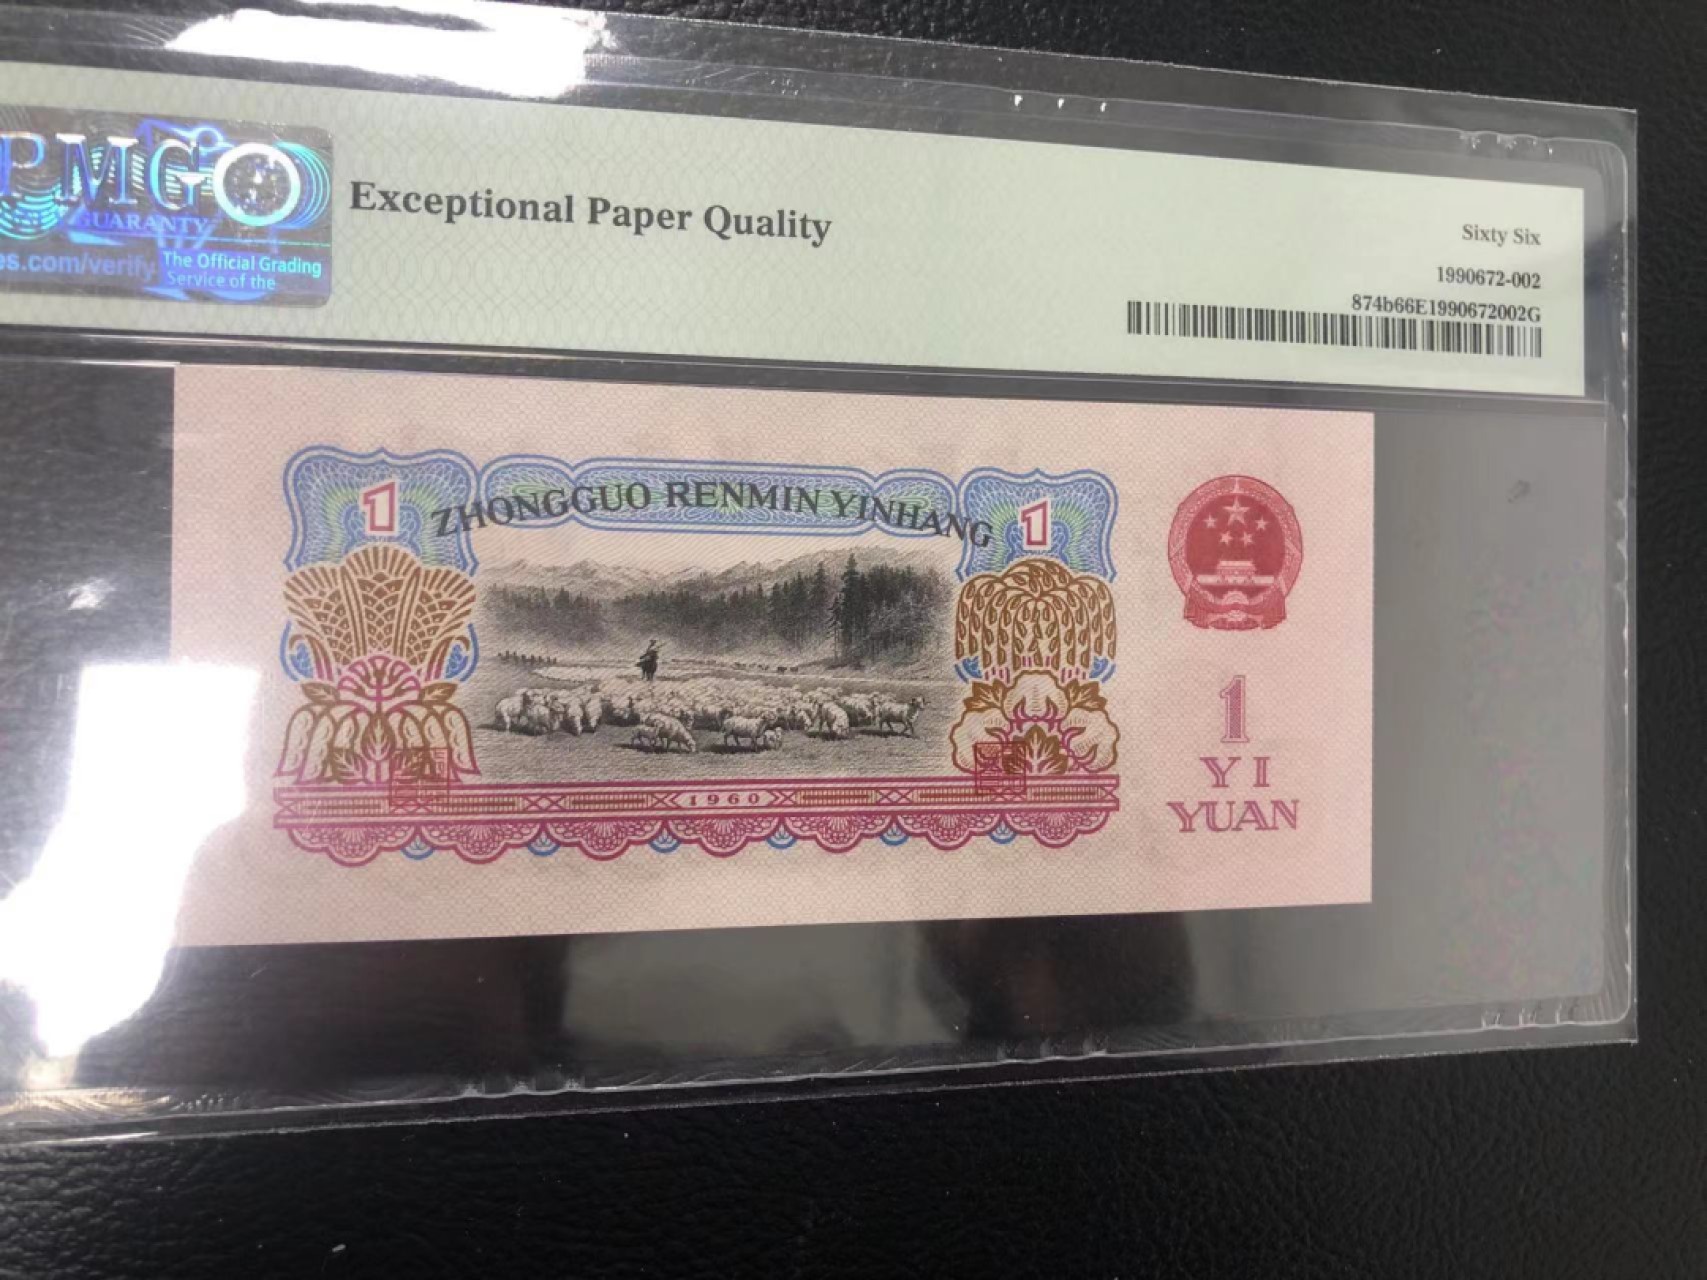 PMG
GUARANTY
es.com/verify
The Official Grading
Service of the
Exceptional Paper Quality
Sixty Six
1990672-002
874b66E1990672002G
1
ZHONGGUO RENMIN YINHANG
1
1960
1
YI
YUAN